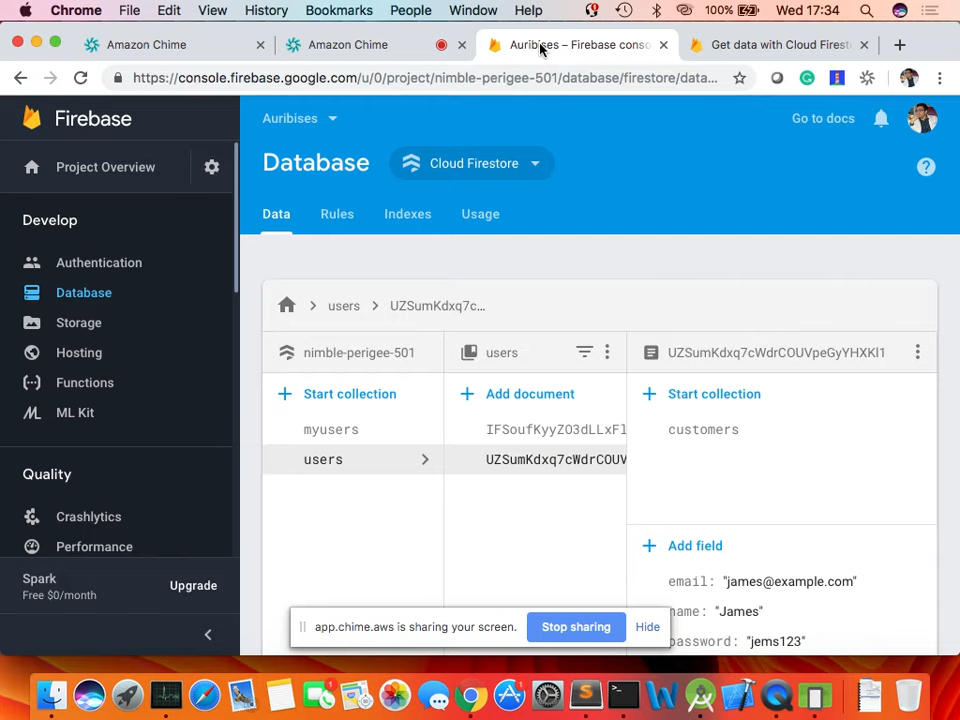 Chrome File Edit View History Bookmarks People Window Help 100% Wed 17:34
Amazon Chime
Amazon Chime
Auribises – Firebase conso
Get data with Cloud Firest
https://console.firebase.google.com/u/0/project/nimble-perigee-501/database/firestore/data...
Firebase
Auribises
Go to docs
Project Overview
Database
Cloud Firestore
Data Rules Indexes Usage
Develop
Authentication
Database
Storage
Hosting
Functions
ML Kit
Quality
Crashlytics
Performance
Spark
Free $0/month
Upgrade
users
UZSumKdxq7c...
nimble-perigee-501
users
UZSumKdxq7cWdrCOUVpeGyYHXKl1
Start collection
Add document
Start collection
myusers
IFSoufKyyZO3dLLxFl
customers
users
UZSumKdxq7cWdrCOUV
Add field
email: "james@example.com"
name: "James"
password: "jems123"
app.chime.aws is sharing your screen.
Stop sharing
Hide